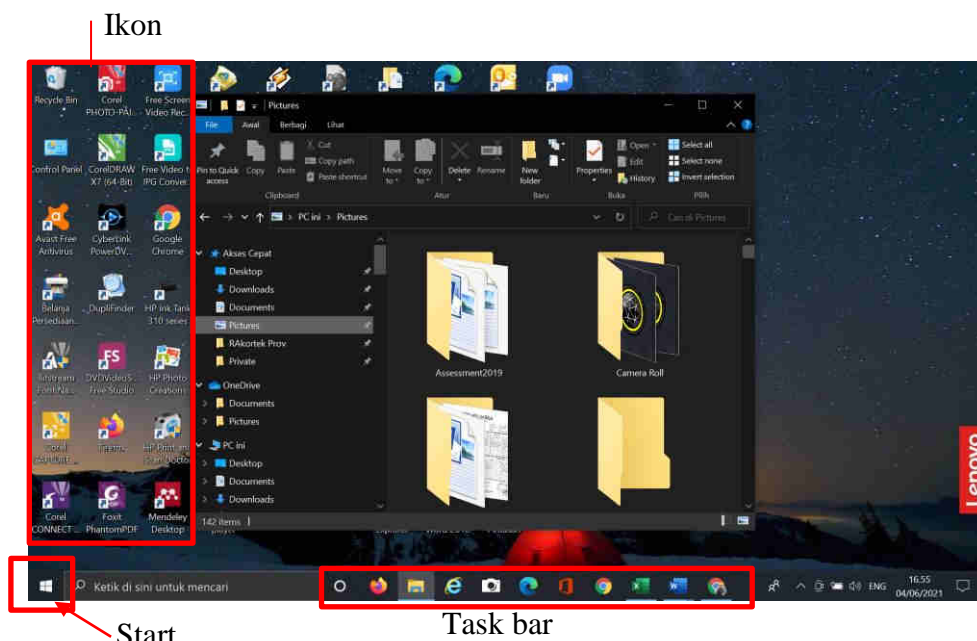 Ikon
Recycle Bin
Corel PHOTO-PAI...
Free Screen Video Rec...
Control Panel
CorelDRAW X7 (64-Bit)
Free Video t JPG Conver...
Avast Free Antivirus
Cyberlink PowerDV...
Google Chrome
Belanja Persediaan...
DupliFinder
HP Ink Tank 310 series
Bitstream Font Na...
DVDVideoS... Free Studio
HP Photo Creations
Corel
Corel CONNECT ...
Foxit PhantomPDF
Mendeley Desktop
Pictures
File Awal Berbagi Lihat
Pin to Quick access
Copy
Paste
Cut
Copy path
Paste shortcut
Clipboard
Move to
Copy to
Delete
Rename
Atur
New folder
Baru
Properties
Open
Edit
History
Buka
Select all
Select none
Invert selection
Pilih
> PC ini > Pictures
Cari di Pictures
Akses Cepat
Desktop
Downloads
Documents
Pictures
RAkortek Prov
Private
OneDrive
Documents
Pictures
PC ini
Desktop
Documents
Downloads
Assessment2019
Camera Roll
142 items
Lenovo
Ketik di sini untuk mencari
ENG
16.55
04/06/2021
Start
Task bar